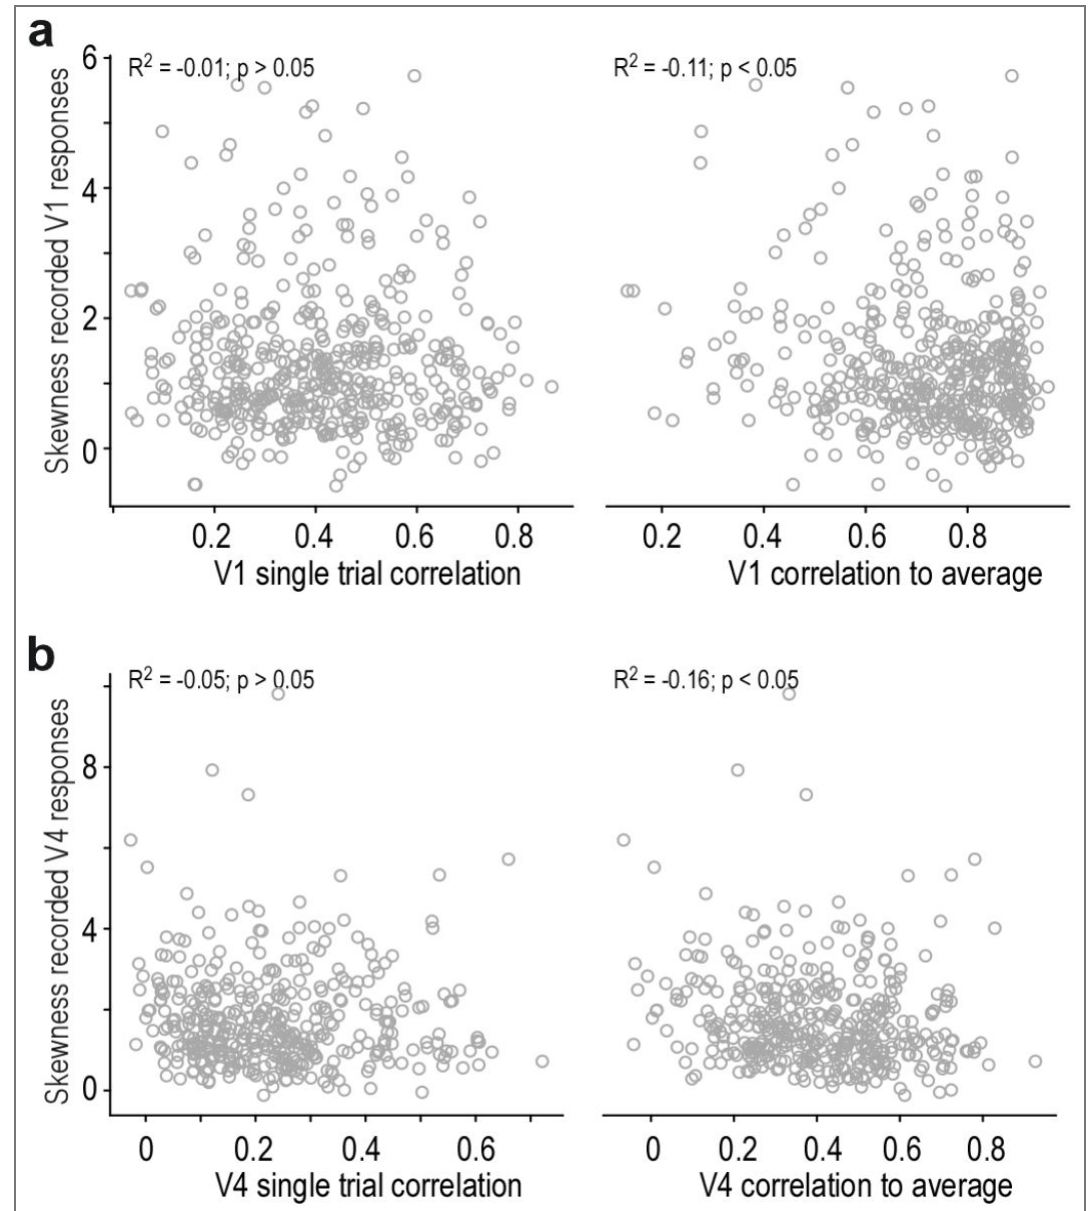 a
Skewness recorded V1 responses
6
4
2
0
R² = -0.01; p > 0.05
0.2 0.4 0.6 0.8
V1 single trial correlation
R² = -0.11; p < 0.05
0.2 0.4 0.6 0.8
V1 correlation to average
b
Skewness recorded V4 responses
8
4
0
R² = -0.05; p > 0.05
0 0.2 0.4 0.6
V4 single trial correlation
R² = -0.16; p < 0.05
0 0.2 0.4 0.6 0.8
V4 correlation to average